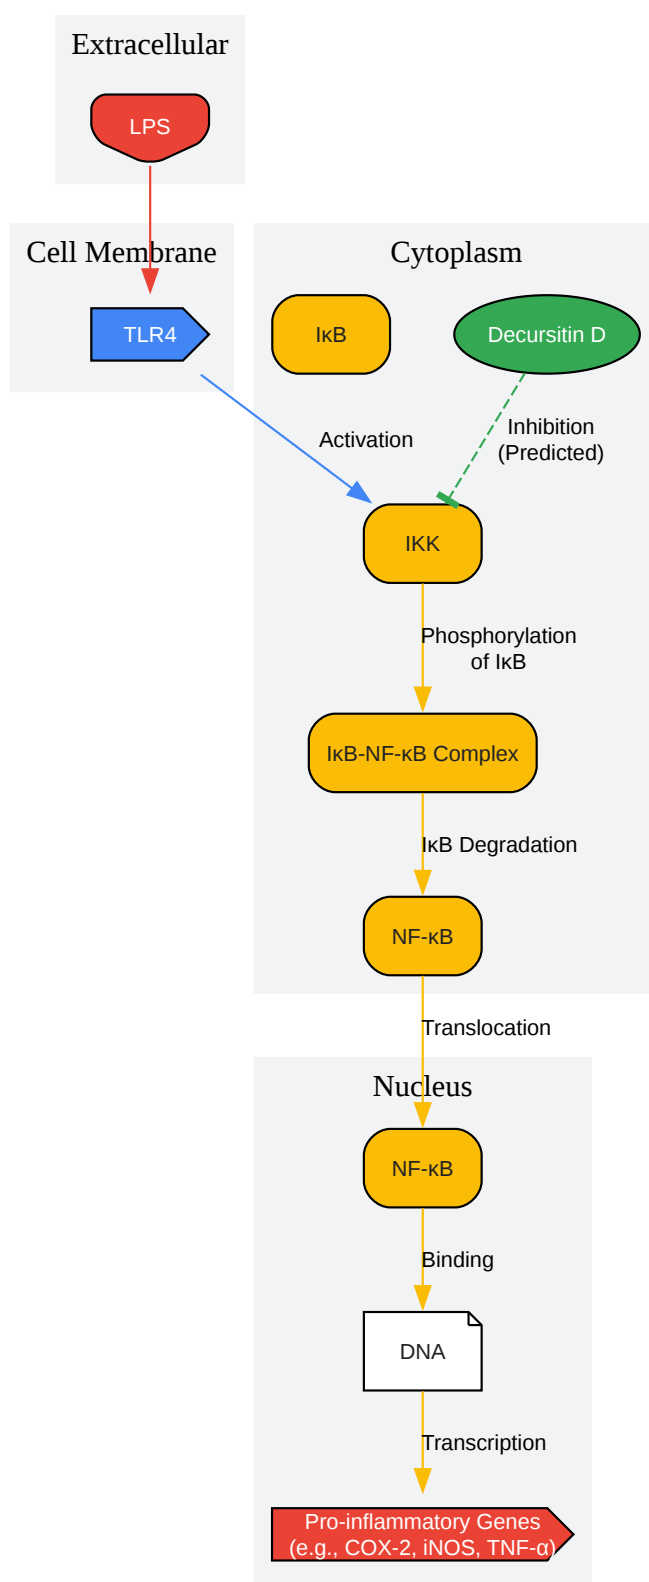 Extracellular
LPS
Cell Membrane
Cytoplasm
TLR4
IκB
Decursitin D
Activation
Inhibition
(Predicted)
IKK
Phosphorylation
of IκB
IκB-NF-κB Complex
IκB Degradation
NF-κB
Translocation
Nucleus
NF-κB
Binding
DNA
Transcription
Pro-inflammatory Genes
(e.g., COX-2, iNOS, TNF-α)